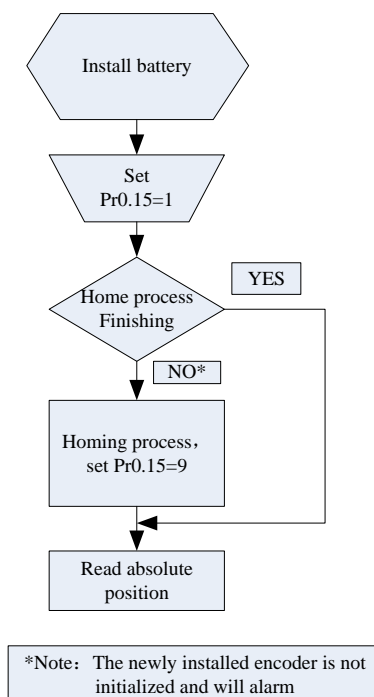 Install battery
Set
Pr0.15=1
Home process
Finishing
YES
NO*
Homing process，
set Pr0.15=9
Read absolute
position
*Note： The newly installed encoder is not
initialized and will alarm